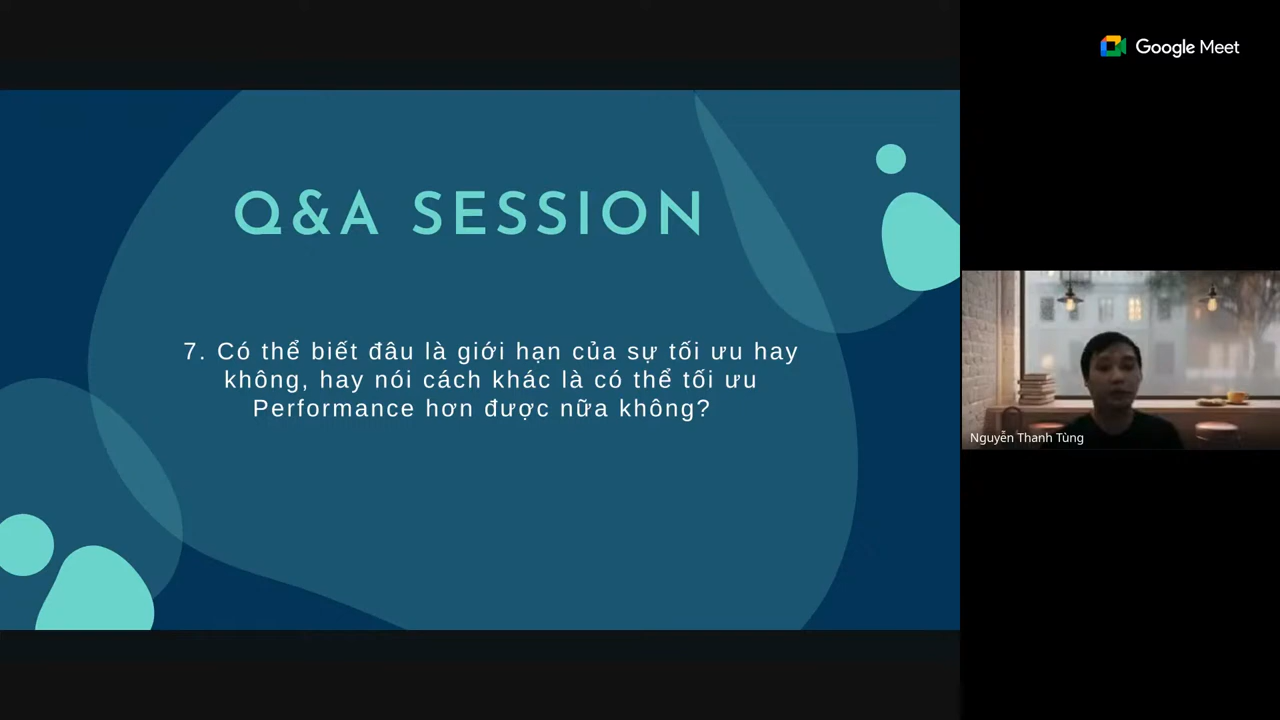 Google Meet
Q&A SESSION
7. Có thể biết đâu là giới hạn của sự tối ưu hay
không, hay nói cách khác là có thể tối ưu
Performance hơn được nữa không?
Nguyễn Thanh Tùng